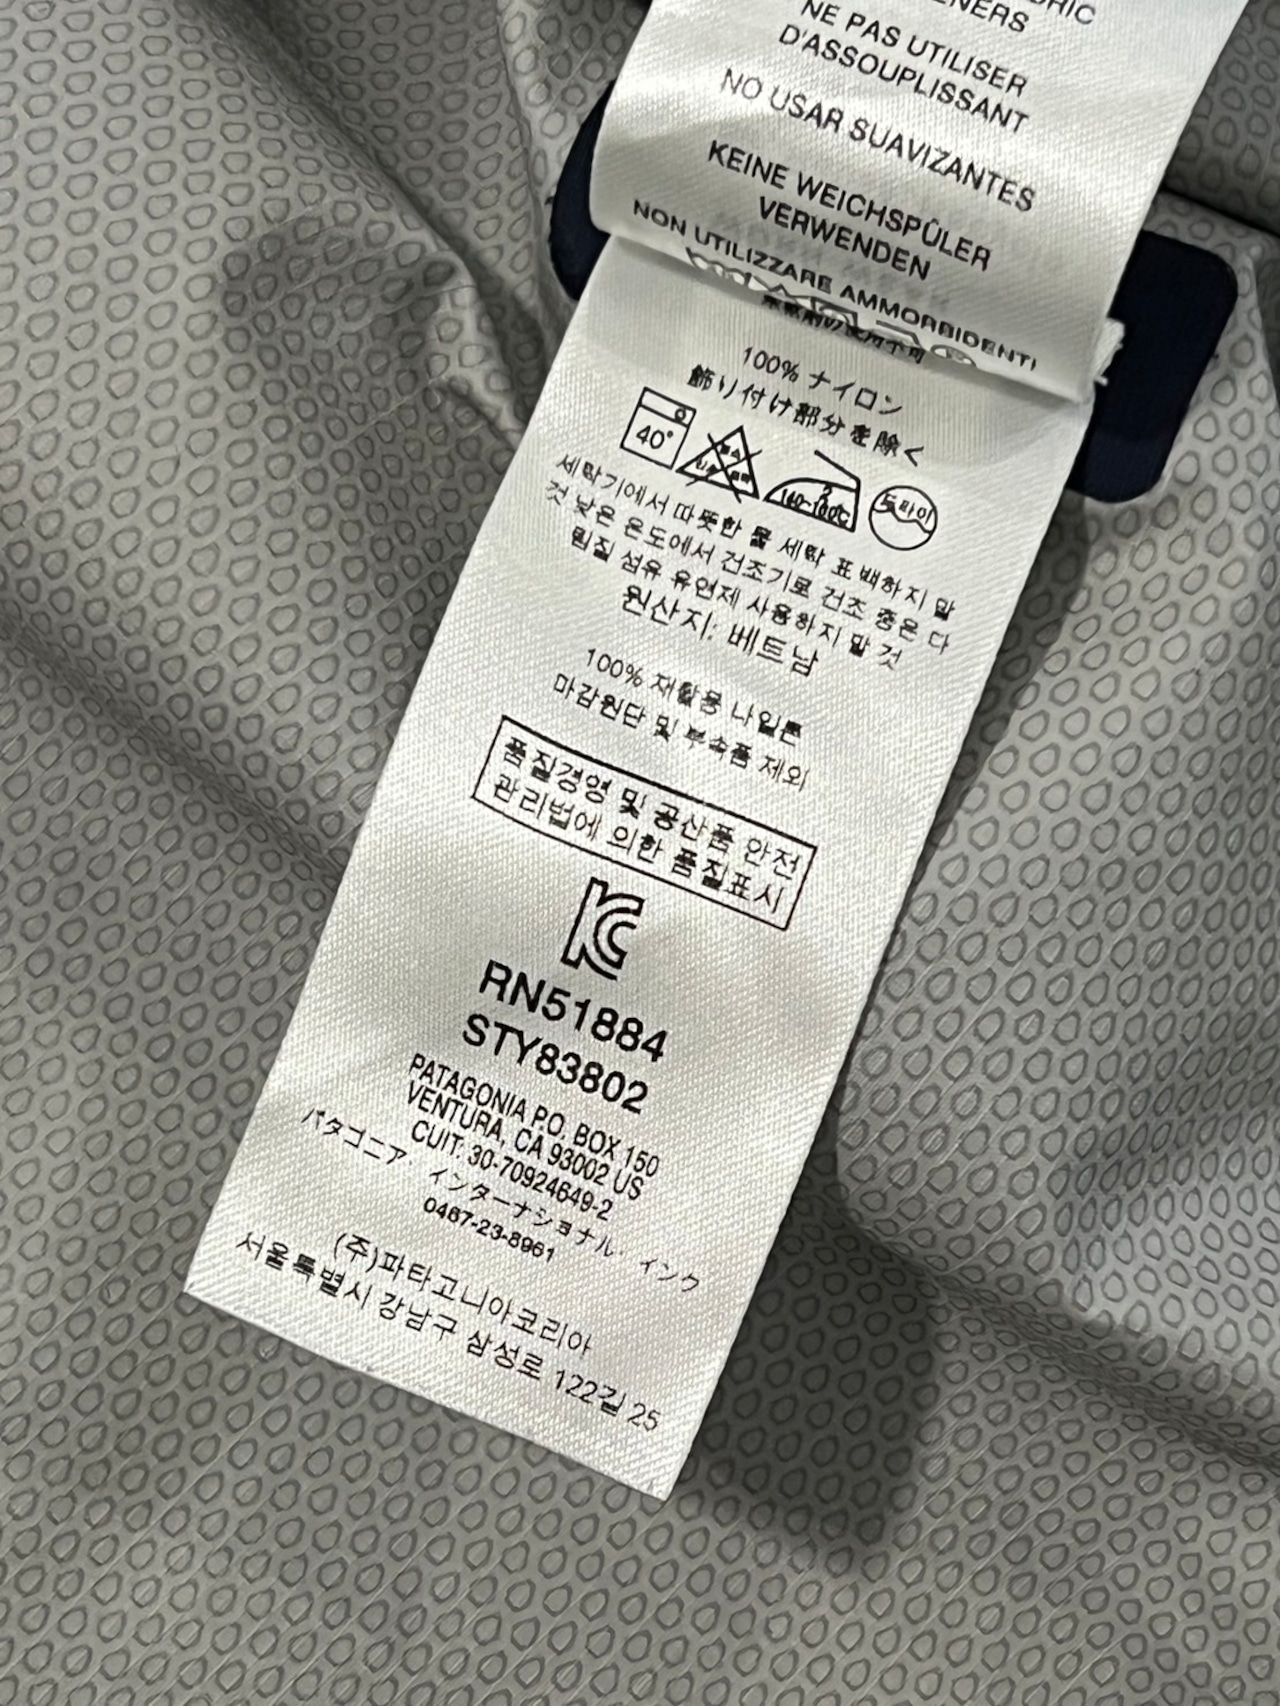 NE PAS UTILISER
D'ASSOUPLISSANT
NO USAR SUAVIZANTES
KEINE WEICHSPÜLER
VERWENDEN
NON UTILIZZARE AMMORBIDENTI
100% ナイロン
飾り付け部分を除く
40°
드라이
세탁기에서 따뜻한 물 세탁 표백하지 말
것 낮은 온도에서 건조기로 건조 좋은 다
림질 섬유 유연제 사용하지 말 것
원산지: 베트남
100% 재활용 나일론
마감원단 및 부속품 제외
품질경영 및 공산품 안전
관리법에 의한 품질표시
RN51884
STY83802
PATAGONIA P.O. BOX 150
VENTURA, CA 93002 US
CUIT: 30-70924649-2
パタゴニア・インターナショナル・インク
0467-23-8961
(주)파타고니아코리아
서울특별시 강남구 삼성로 122길 25